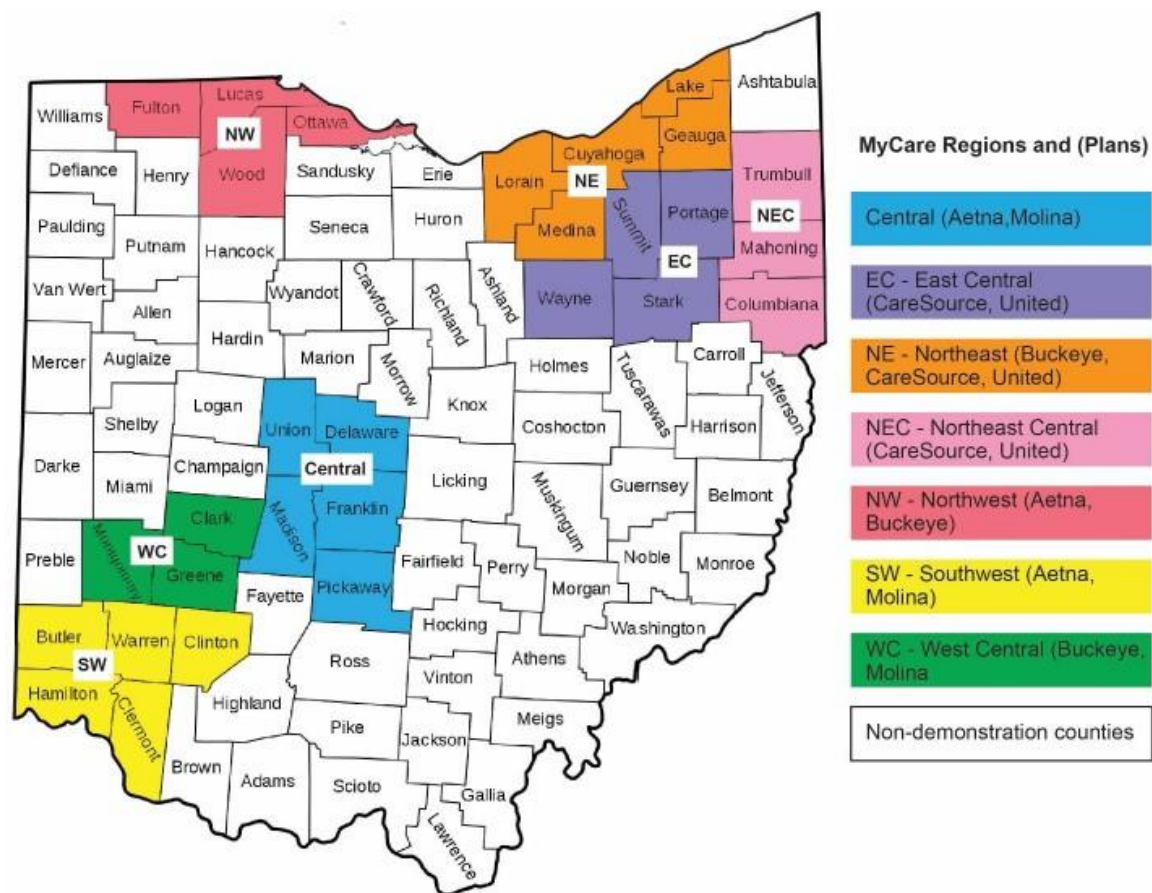 Ashtabula
Lake
Lucas
Fulton
Williams
Geauga
Ottawa
NW
MyCare Regions and (Plans)
Cuyahoga
Defiance
Henry
Wood
Sandusky
Erie
Lorain
NE
Trumbull
Portage
Summit
NEC
Central (Aetna,Molina)
Paulding
Seneca
Huron
Medina
Putnam
Hancock
Mahoning
EC
EC - East Central
(CareSource, United)
Van Wert
Wyandot
Crawford
Richland
Ashland
Wayne
Stark
Columbiana
Allen
Hardin
Marion
Morrow
Carroll
Mercer
Auglaize
Holmes
Tuscarawas
Jefferson
NE - Northeast (Buckeye,
CareSource, United)
Logan
Knox
Shelby
Union
Delaware
Coshocton
Harrison
NEC - Northeast Central
(CareSource, United)
Darke
Champaign
Central
Licking
Miami
Guernsey
Belmont
Muskingum
NW - Northwest (Aetna,
Buckeye)
Clark
Madison
Franklin
Preble
Montgomery
WC
Greene
Fairfield
Perry
Noble
Monroe
Pickaway
Morgan
Fayette
SW - Southwest (Aetna,
Molina)
Butler
Warren
Clinton
Hocking
Washington
SW
Ross
Athens
WC - West Central (Buckeye,
Molina
Hamilton
Vinton
Clermont
Highland
Pike
Meigs
Jackson
Non-demonstration counties
Brown
Adams
Scioto
Gallia
Lawrence